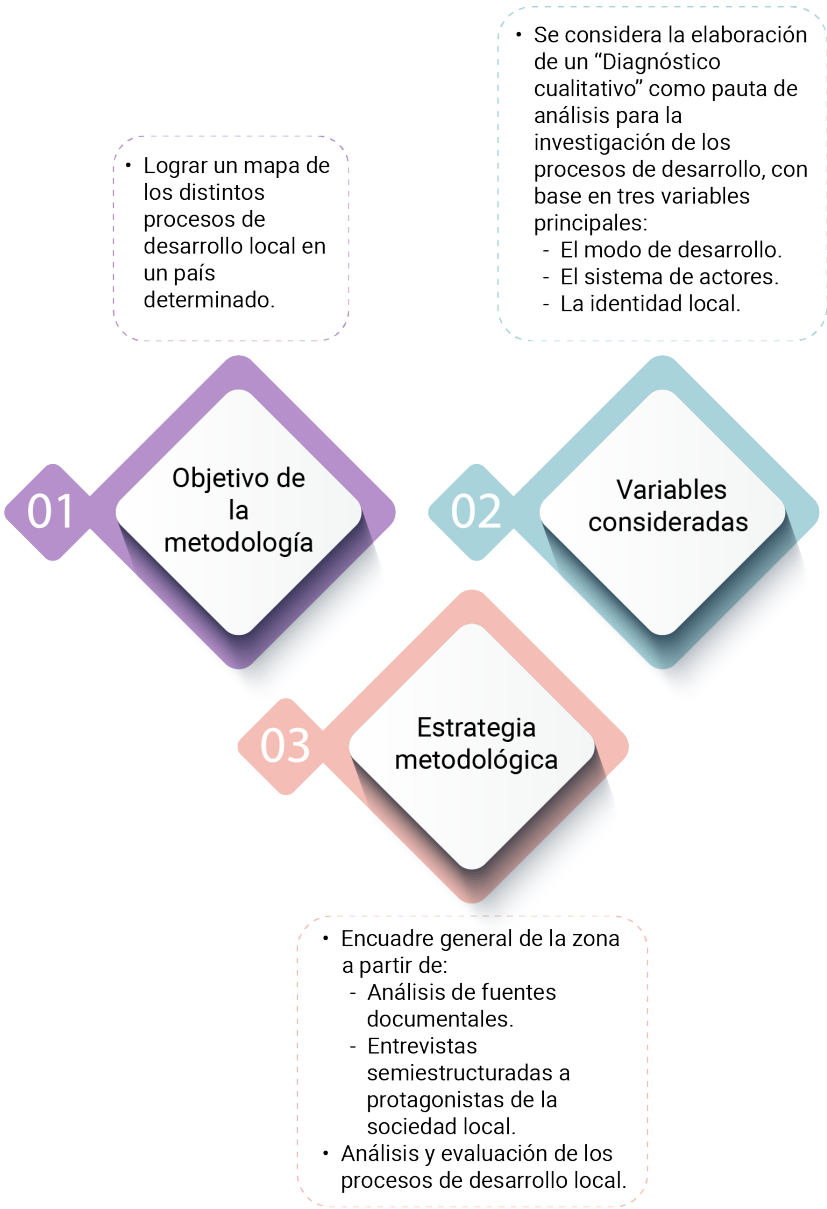 • Lograr un mapa de
los distintos
procesos de
desarrollo local en
un país
determinado.
01
Objetivo de
la
metodología
• Se considera la elaboración
de un “Diagnóstico
cualitativo” como pauta de
análisis para la
investigación de los
procesos de desarrollo, con
base en tres variables
principales:
- El modo de desarrollo.
- El sistema de actores.
- La identidad local.
02
Variables
consideradas
03
Estrategia
metodológica
• Encuadre general de la zona
a partir de:
- Análisis de fuentes
documentales.
- Entrevistas
semiestructuradas a
protagonistas de la
sociedad local.
• Análisis y evaluación de los
procesos de desarrollo local.